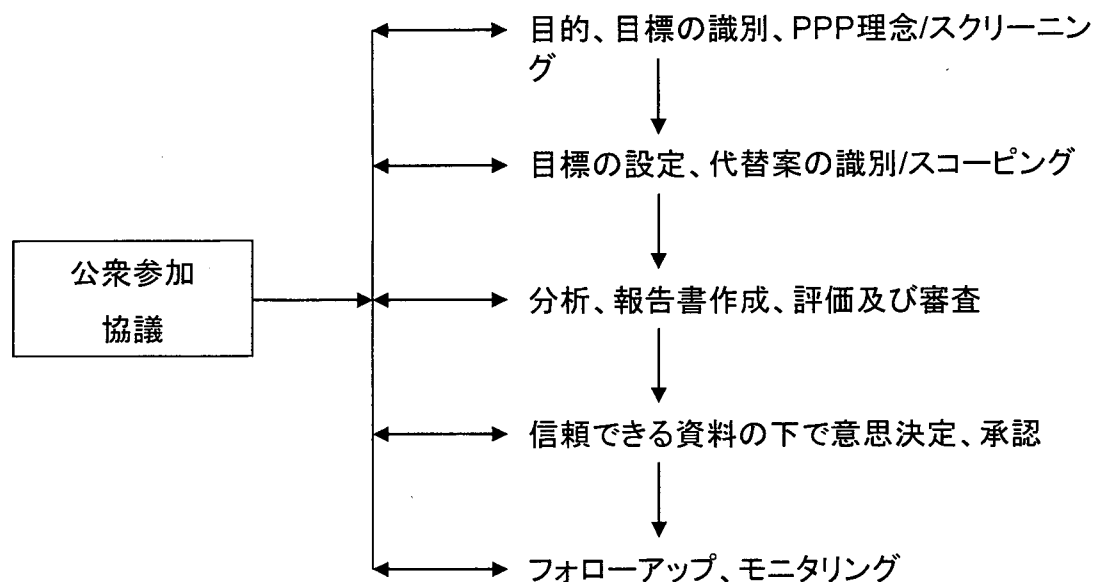 目的、目標の識別、PPP理念/スクリーニン
グ
目標の設定、代替案の識別/スコーピング
公衆参加
協議
分析、報告書作成、評価及び審査
信頼できる資料の下で意思決定、承認
フォローアップ、モニタリング